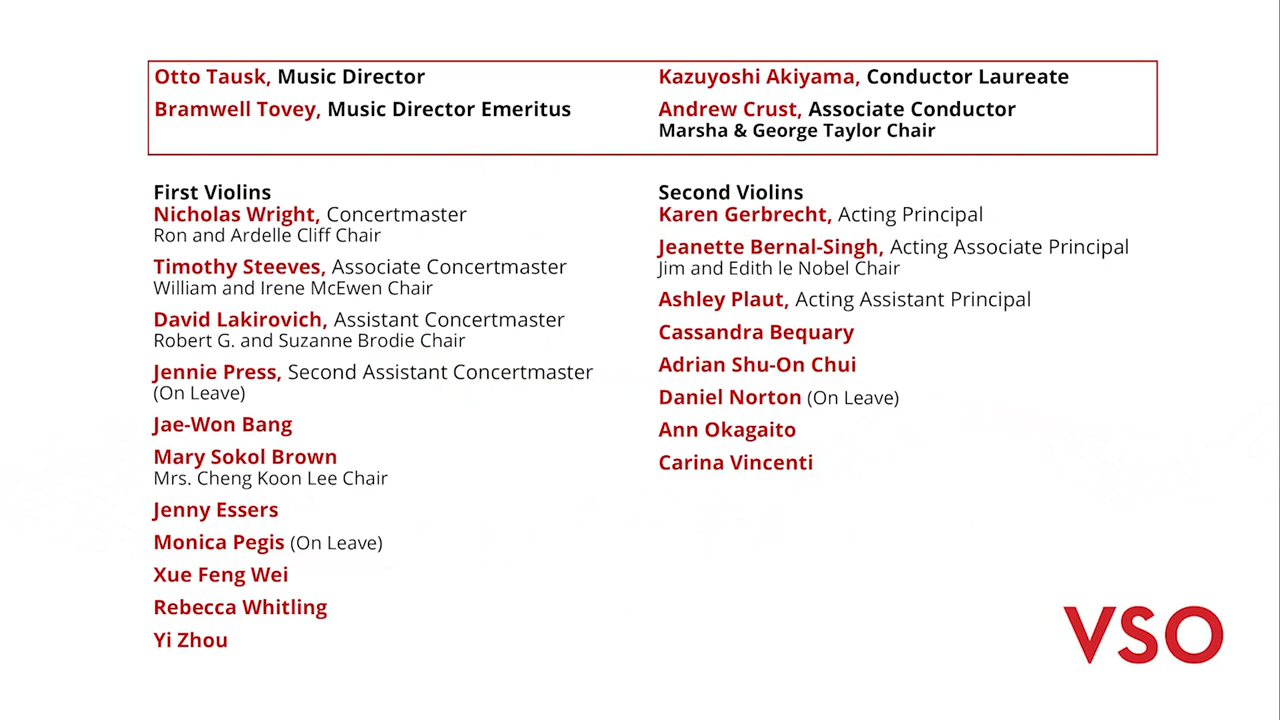 Otto Tausk, Music Director
Bramwell Tovey, Music Director Emeritus
Kazuyoshi Akiyama, Conductor Laureate
Andrew Crust, Associate Conductor
Marsha & George Taylor Chair
First Violins
Nicholas Wright, Concertmaster
Ron and Ardelle Cliff Chair
Timothy Steeves, Associate Concertmaster
William and Irene McEwen Chair
David Lakirovich, Assistant Concertmaster
Robert G. and Suzanne Brodie Chair
Jennie Press, Second Assistant Concertmaster
(On Leave)
Jae-Won Bang
Mary Sokol Brown
Mrs. Cheng Koon Lee Chair
Jenny Essers
Monica Pegis (On Leave)
Xue Feng Wei
Rebecca Whitling
Yi Zhou
Second Violins
Karen Gerbrecht, Acting Principal
Jeanette Bernal-Singh, Acting Associate Principal
Jim and Edith le Nobel Chair
Ashley Plaut, Acting Assistant Principal
Cassandra Bequary
Adrian Shu-On Chui
Daniel Norton (On Leave)
Ann Okagaito
Carina Vincenti
VSO